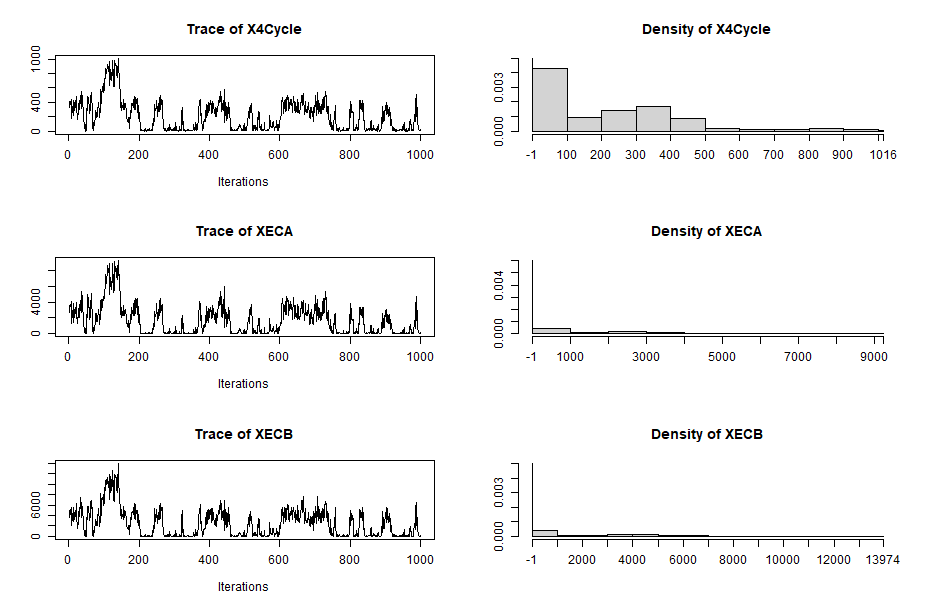 Trace of X4Cycle
1000
400
0
0 200 400 600 800 1000
Iterations
Density of X4Cycle
0.003
0.000
-1 100 200 300 400 500 600 700 800 900 1016
Trace of XECA
4000
0
0 200 400 600 800 1000
Iterations
Density of XECA
0.004
0.000
-1 1000 3000 5000 7000 9000
Trace of XECB
6000
0
0 200 400 600 800 1000
Iterations
Density of XECB
0.003
0.000
-1 2000 4000 6000 8000 10000 12000 13974